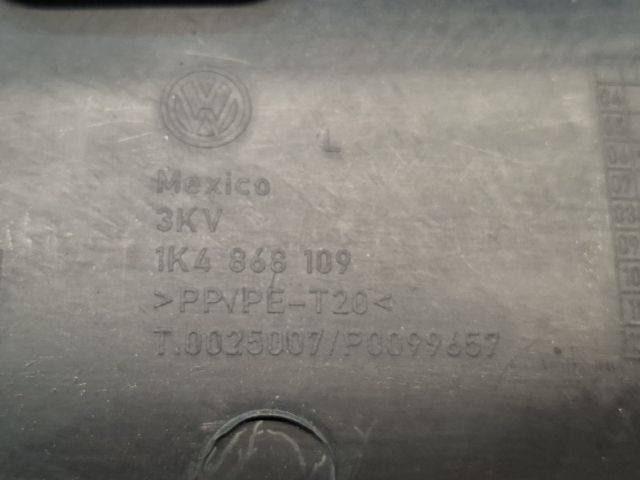 VW
L
Mexico
3KV
1K4 868 109
>PP/PE-T20<
T.0025007/P0099657